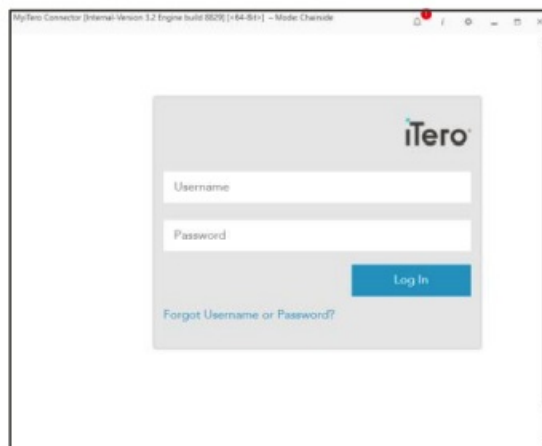 MyiTero Connector [Internal-Version 3.2 Engine build 8829] [x64-Bit] – Mode: Chairside
iTero
Username
Password
Log In
Forgot Username or Password?